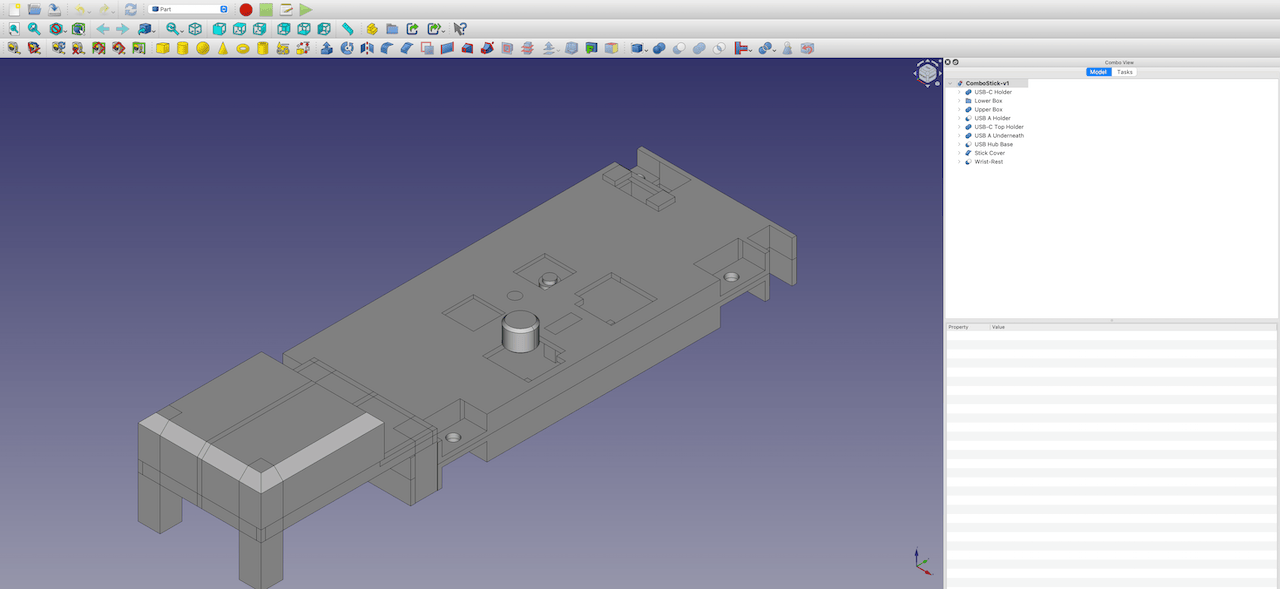 Part
Combo View
Model Tasks
ComboStick-v1
USB-C Holder
Lower Box
Upper Box
USB A Holder
USB-C Top Holder
USB A Underneath
USB Hub Base
Stick Cover
Wrist-Rest
Property Value